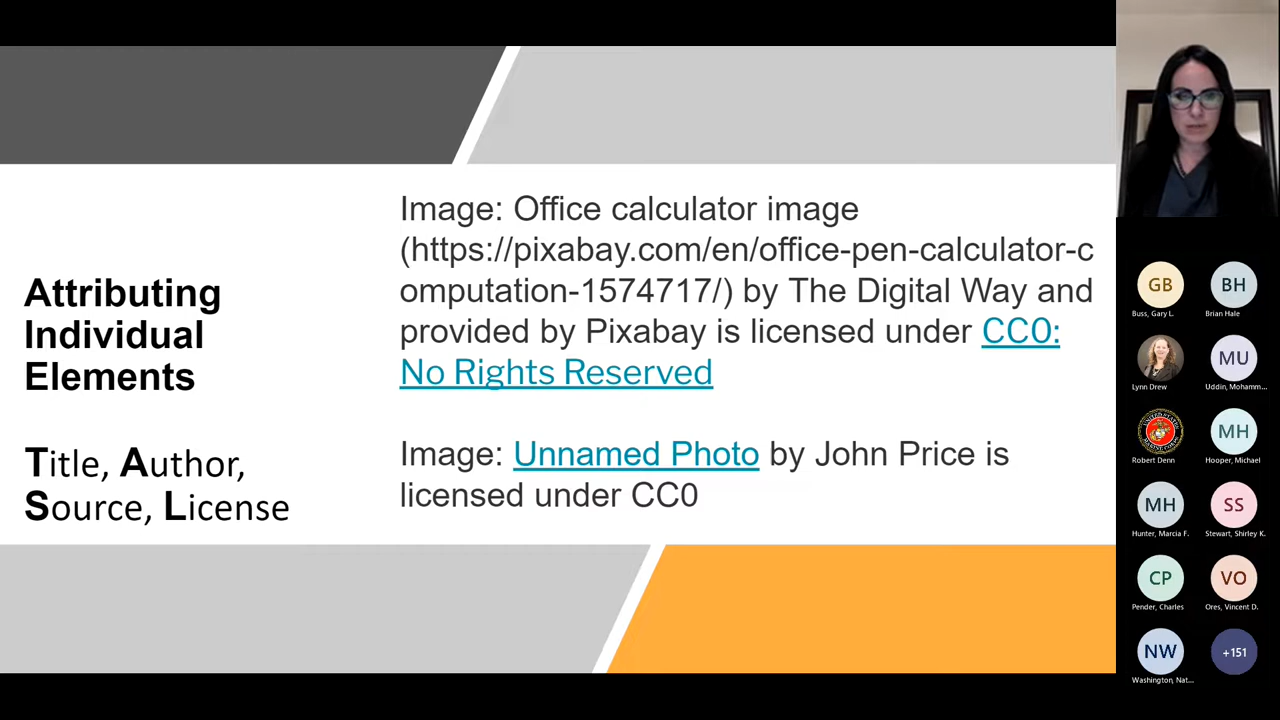 Attributing
Individual
Elements
Title, Author,
Source, License
Image: Office calculator image
(https://pixabay.com/en/office-pen-calculator-c
omputation-1574717/) by The Digital Way and
provided by Pixabay is licensed under CC0:
No Rights Reserved
Image: Unnamed Photo by John Price is
licensed under CC0
GB
BH
Buss, Gary L.
Brian Hale
MU
Lynn Drew
Uddin, Mohamm...
MH
Robert Denn
Hooper, Michael
MH
SS
Hunter, Marcia F.
Stewart, Shirley K.
CP
VO
Pender, Charles
Ores, Vincent D.
NW
+151
Washington, Nat...